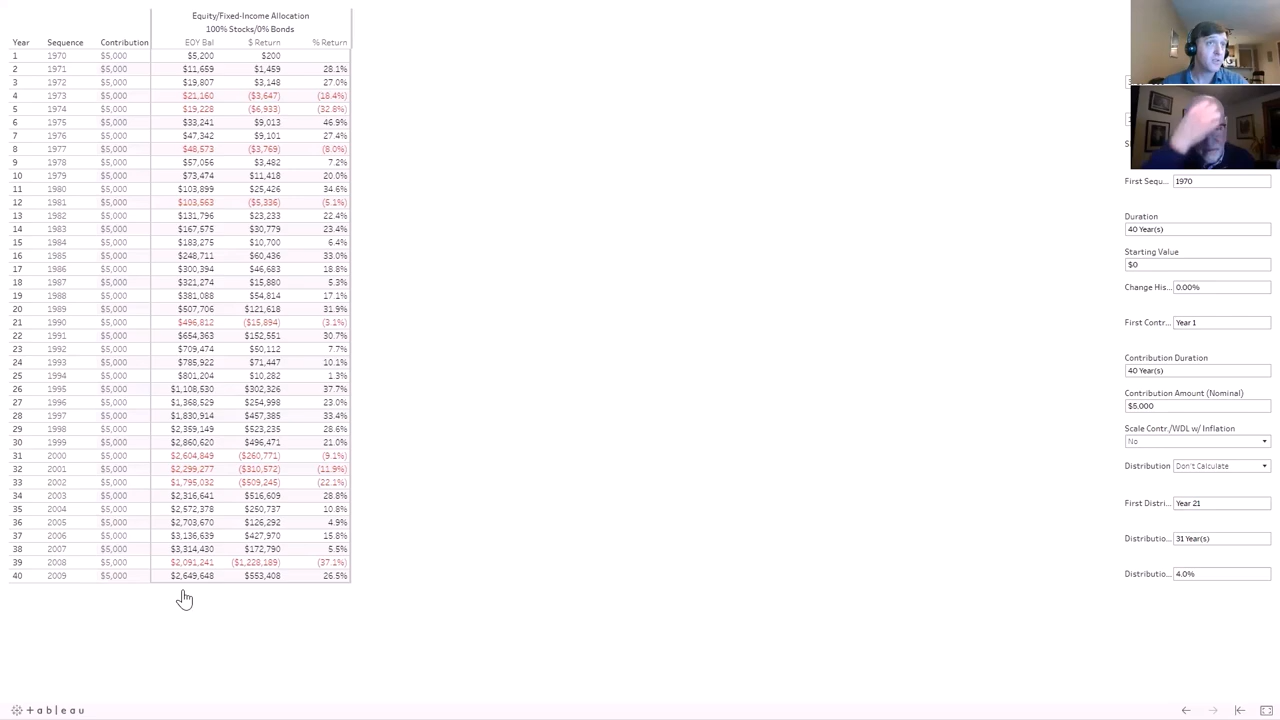 Equity/Fixed-Income Allocation
100% Stocks/0% Bonds
Year Sequence Contribution EOY Bal $ Return % Return
1 1970 $5,000 $5,200 $200
2 1971 $5,000 $11,659 $1,459 28.1%
3 1972 $5,000 $19,807 $3,148 27.0%
4 1973 $5,000 $21,160 ($3,647) (18.4%)
5 1974 $5,000 $19,228 ($6,933) (32.8%)
6 1975 $5,000 $33,241 $9,013 46.9%
7 1976 $5,000 $47,342 $9,101 27.4%
8 1977 $5,000 $48,573 ($3,769) (8.0%)
9 1978 $5,000 $57,056 $3,482 7.2%
10 1979 $5,000 $73,474 $11,418 20.0%
11 1980 $5,000 $103,899 $25,426 34.6%
12 1981 $5,000 $103,563 ($5,336) (5.1%)
13 1982 $5,000 $131,796 $23,233 22.4%
14 1983 $5,000 $167,575 $30,779 23.4%
15 1984 $5,000 $183,275 $10,700 6.4%
16 1985 $5,000 $248,711 $60,436 33.0%
17 1986 $5,000 $300,394 $46,683 18.8%
18 1987 $5,000 $321,274 $15,880 5.3%
19 1988 $5,000 $381,088 $54,814 17.1%
20 1989 $5,000 $507,706 $121,618 31.9%
21 1990 $5,000 $496,812 ($15,894) (3.1%)
22 1991 $5,000 $654,363 $152,551 30.7%
23 1992 $5,000 $709,474 $50,112 7.7%
24 1993 $5,000 $785,922 $71,447 10.1%
25 1994 $5,000 $801,204 $10,282 1.3%
26 1995 $5,000 $1,108,530 $302,326 37.7%
27 1996 $5,000 $1,368,529 $254,998 23.0%
28 1997 $5,000 $1,830,914 $457,385 33.4%
29 1998 $5,000 $2,359,149 $523,235 28.6%
30 1999 $5,000 $2,860,620 $496,471 21.0%
31 2000 $5,000 $2,604,849 ($260,771) (9.1%)
32 2001 $5,000 $2,299,277 ($310,572) (11.9%)
33 2002 $5,000 $1,795,032 ($509,245) (22.1%)
34 2003 $5,000 $2,316,641 $516,609 28.8%
35 2004 $5,000 $2,572,378 $250,737 10.8%
36 2005 $5,000 $2,703,670 $126,292 4.9%
37 2006 $5,000 $3,136,639 $427,970 15.8%
38 2007 $5,000 $3,314,430 $172,790 5.5%
39 2008 $5,000 $2,091,241 ($1,228,189) (37.1%)
40 2009 $5,000 $2,649,648 $553,408 26.5%
First Sequ... 1970
Duration
40 Year(s)
Starting Value
$0
Change His... 0.00%
First Contr... Year 1
Contribution Duration
40 Year(s)
Contribution Amount (Nominal)
$5,000
Scale Contr./WDL w/ Inflation
No
Distribution Don't Calculate
First Distri... Year 21
Distributio... 31 Year(s)
Distributio... 4.0%
+ableau